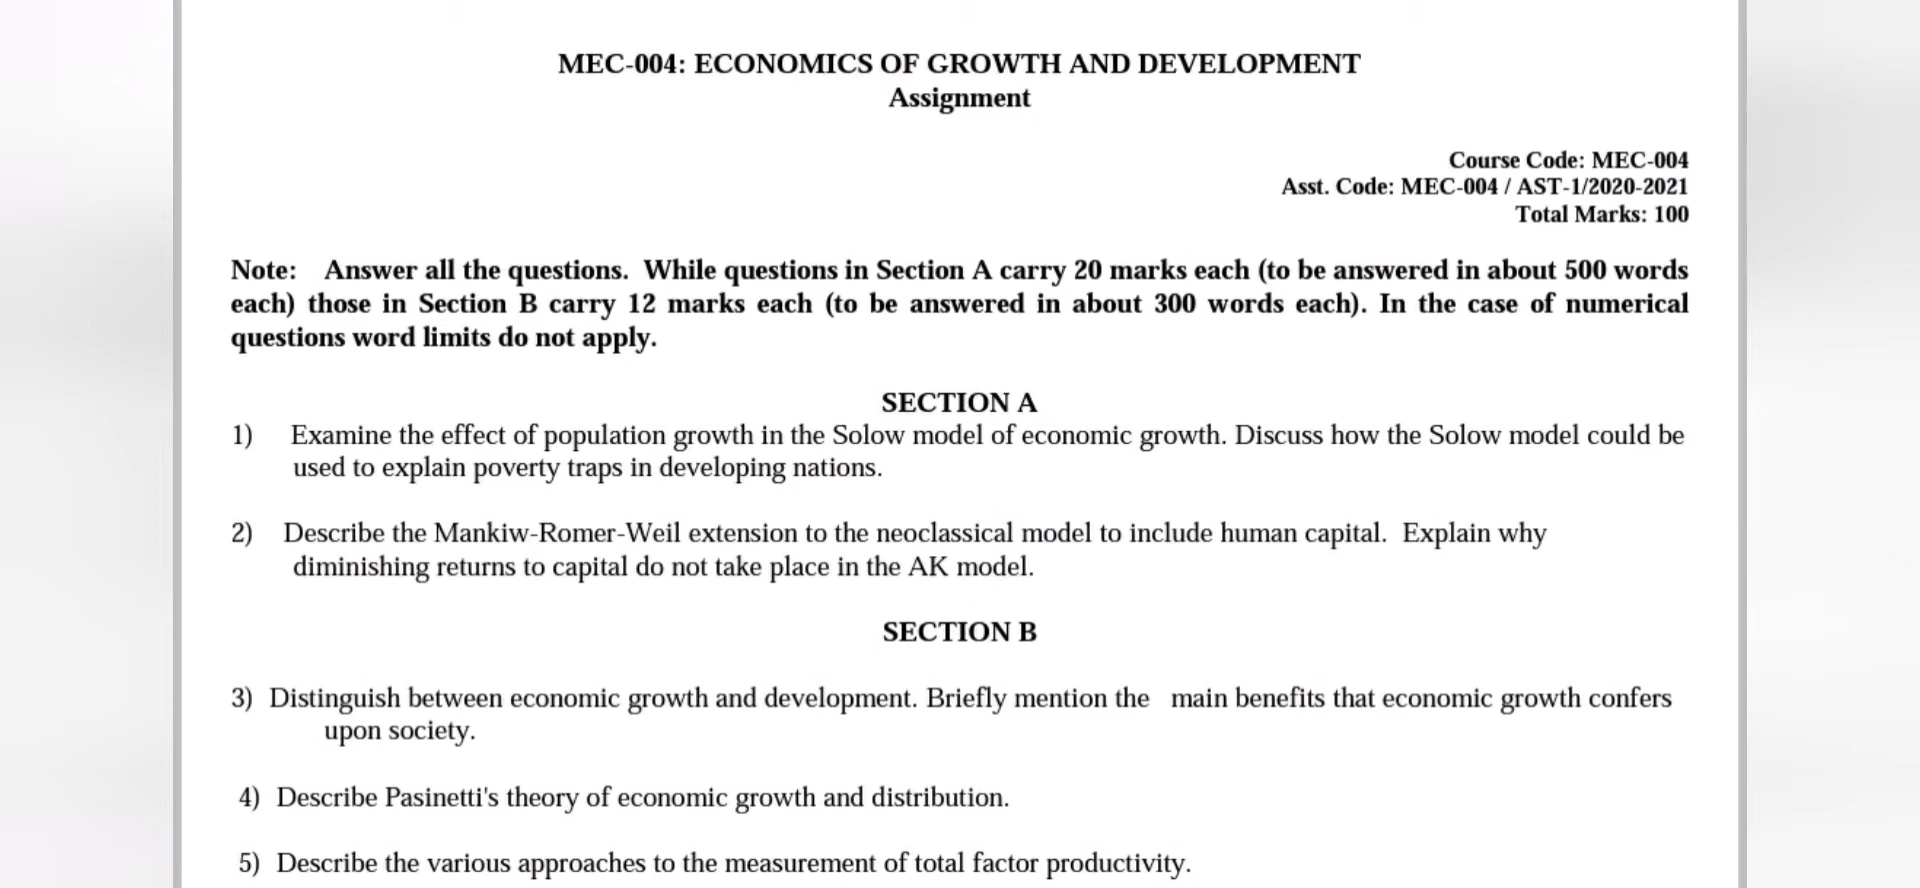 MEC-004: ECONOMICS OF GROWTH AND DEVELOPMENT
Assignment
Course Code: MEC-004
Asst. Code: MEC-004 / AST-1/2020-2021
Total Marks: 100
Note: Answer all the questions. While questions in Section A carry 20 marks each (to be answered in about 500 words
each) those in Section B carry 12 marks each (to be answered in about 300 words each). In the case of numerical
questions word limits do not apply.
SECTION A
1) Examine the effect of population growth in the Solow model of economic growth. Discuss how the Solow model could be
used to explain poverty traps in developing nations.
2) Describe the Mankiw-Romer-Weil extension to the neoclassical model to include human capital. Explain why
diminishing returns to capital do not take place in the AK model.
SECTION B
3) Distinguish between economic growth and development. Briefly mention the main benefits that economic growth confers
upon society.
4) Describe Pasinetti's theory of economic growth and distribution.
5) Describe the various approaches to the measurement of total factor productivity.